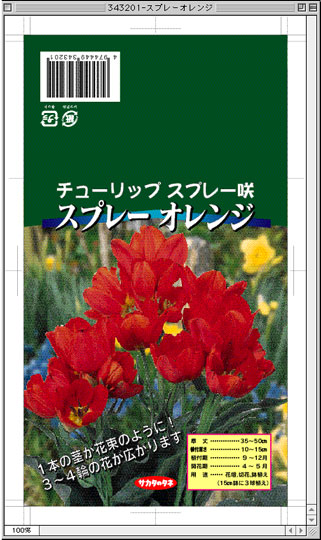 343201-スプレーオレンジ
4 974449 343201
チューリップ スプレー咲
スプレー オレンジ
1本の茎が花束のように!
3~4輪の花が広がります
サカタのタネ
草 丈 ……………35~50cm
植付深さ ……………10~15cm
植付期 …………… 9~12月
開花期 …………… 4~5月
用 途 …… 花壇、切花、鉢植え
(15cm鉢に3球植え)
100%